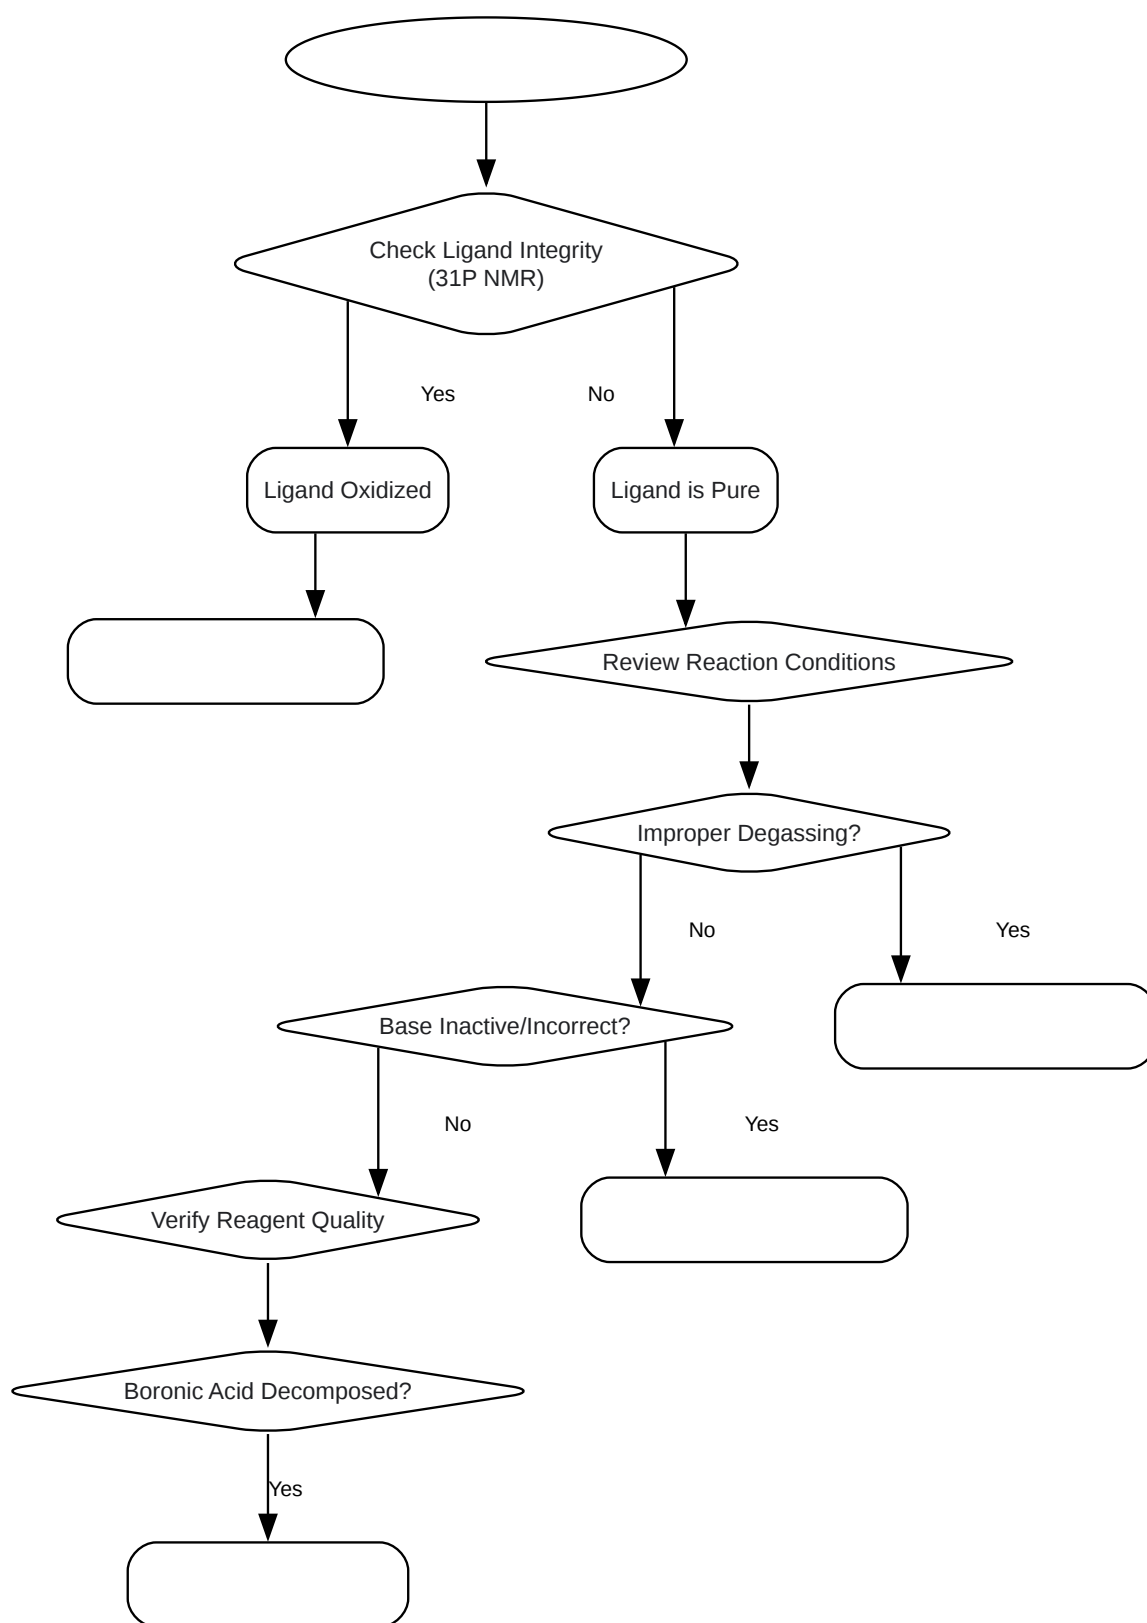 Check Ligand Integrity
(31P NMR)
Yes
No
Ligand Oxidized
Ligand is Pure
Review Reaction Conditions
Improper Degassing?
No
Yes
Base Inactive/Incorrect?
No
Yes
Verify Reagent Quality
Boronic Acid Decomposed?
Yes